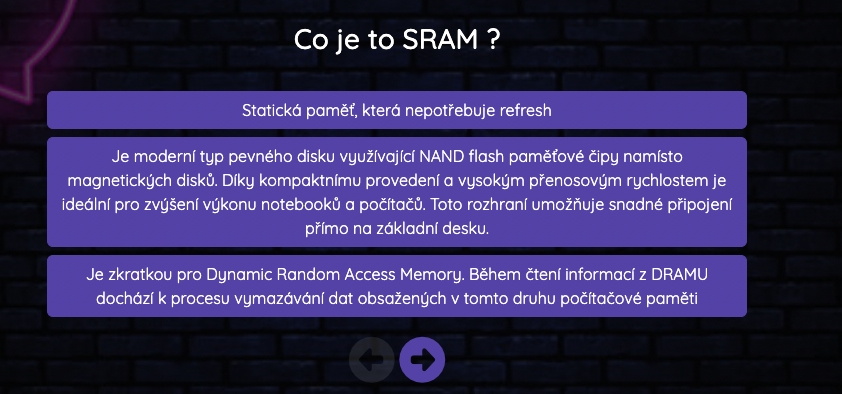 Co je to SRAM ?
Statická paměť, která nepotřebuje refresh
Je moderní typ pevného disku využívající NAND flash paměťové čipy namísto
magnetických disků. Díky kompaktnímu provedení a vysokým přenosovým rychlostem je
ideální pro zvýšení výkonu notebooků a počítačů. Toto rozhraní umožňuje snadné připojení
přímo na základní desku.
Je zkratkou pro Dynamic Random Access Memory. Během čtení informací z DRAMU
dochází k procesu vymazávání dat obsažených v tomto druhu počítačové paměti